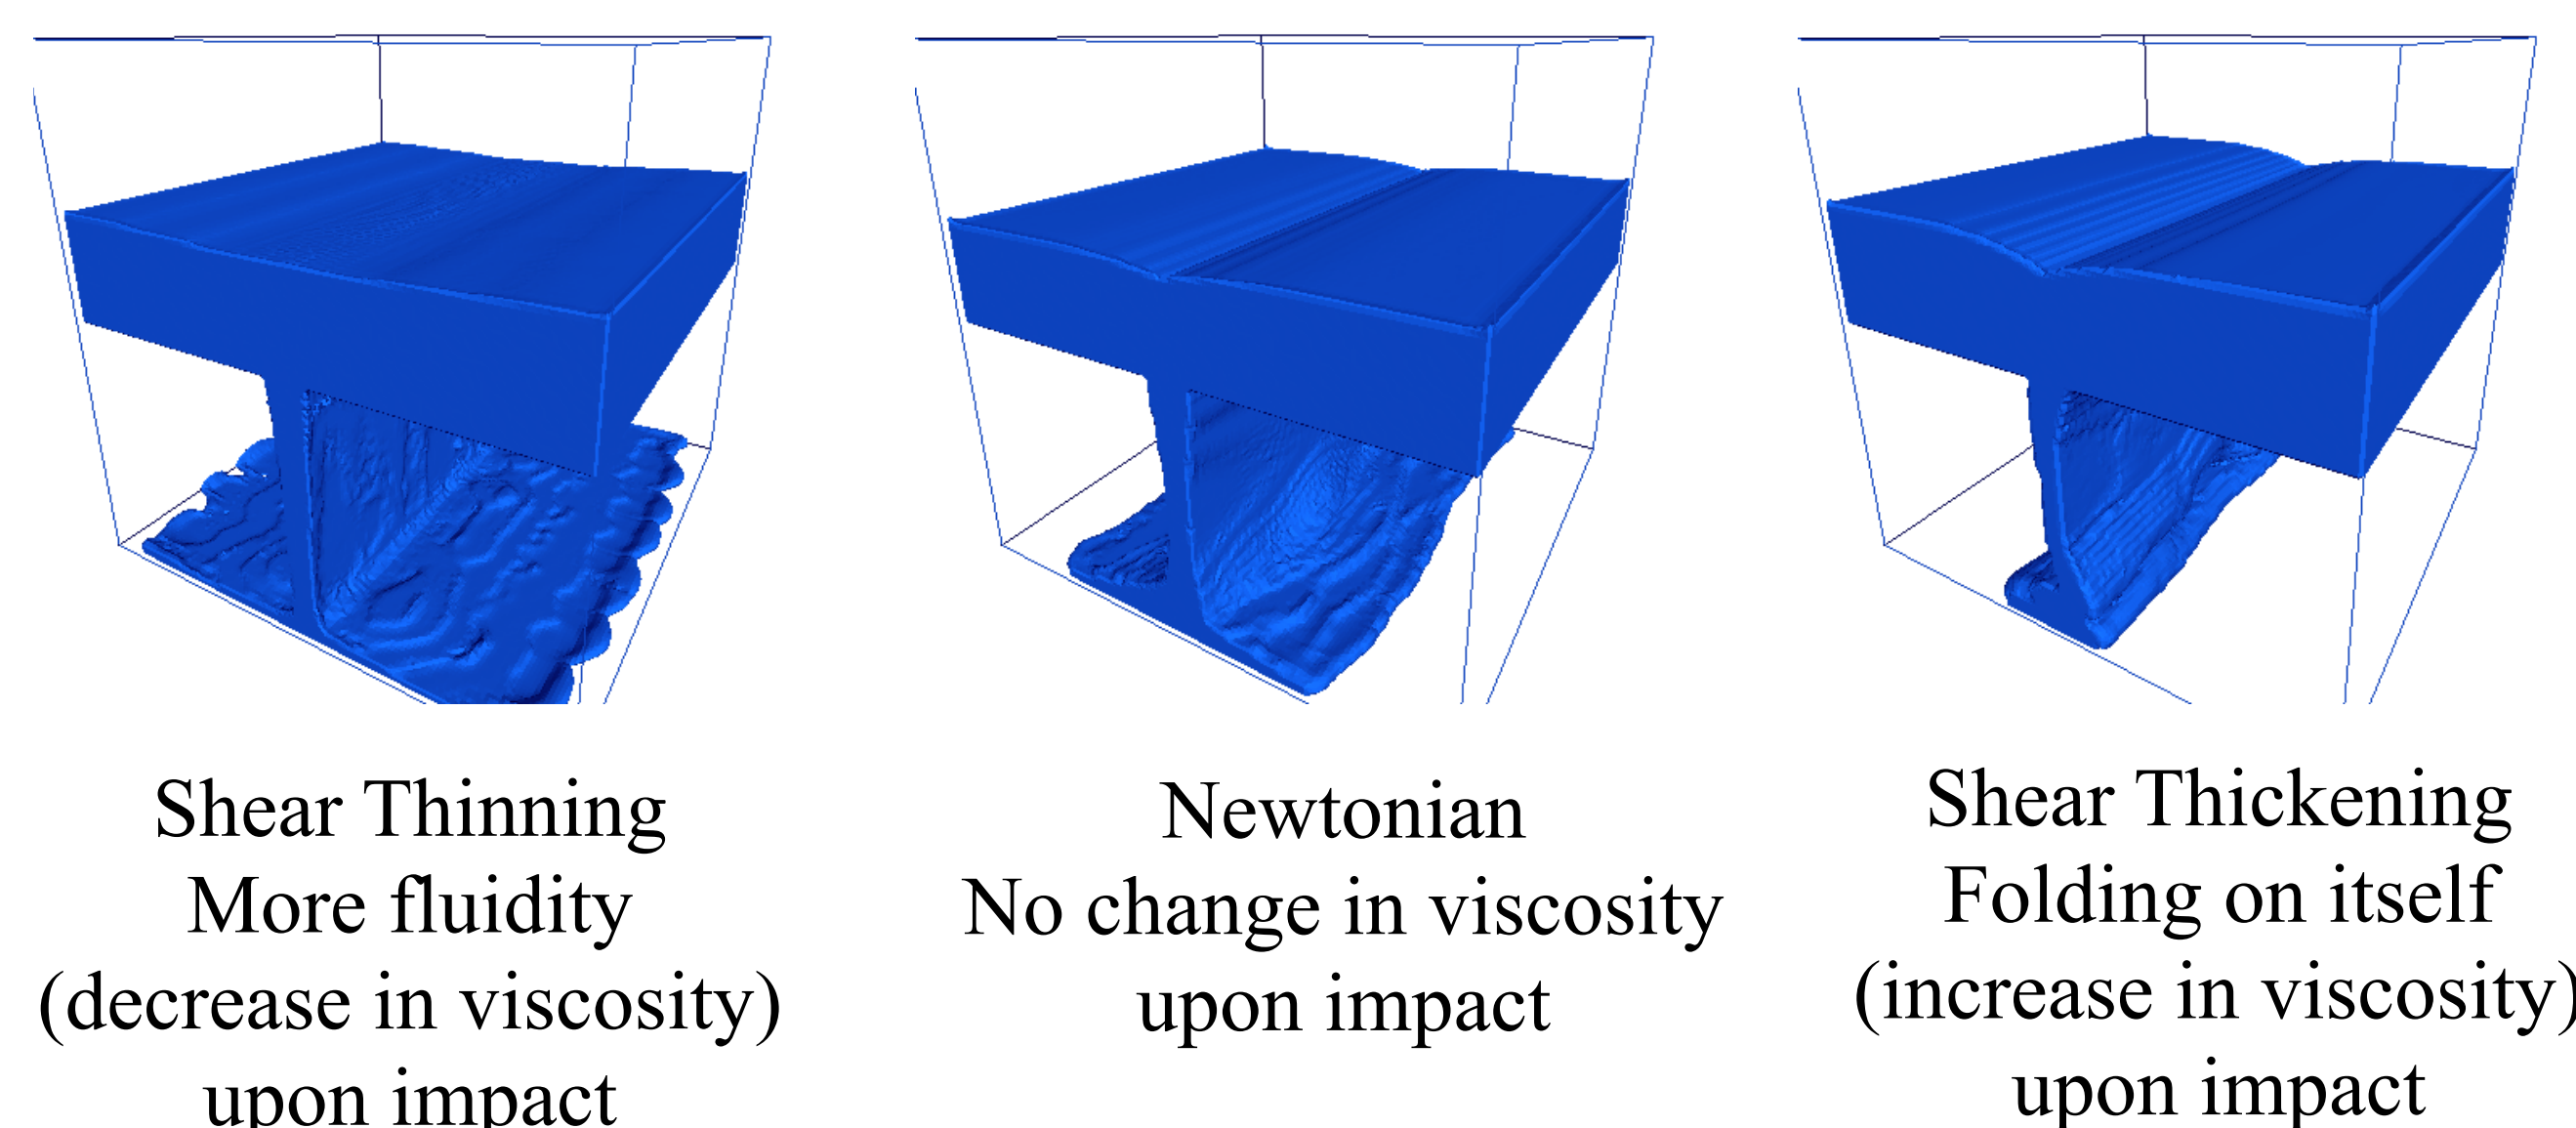 Shear Thinning
More fluidity
(decrease in viscosity)
upon impact
Newtonian
No change in viscosity
upon impact
Shear Thickening
Folding on itself
(increase in viscosity)
upon impact